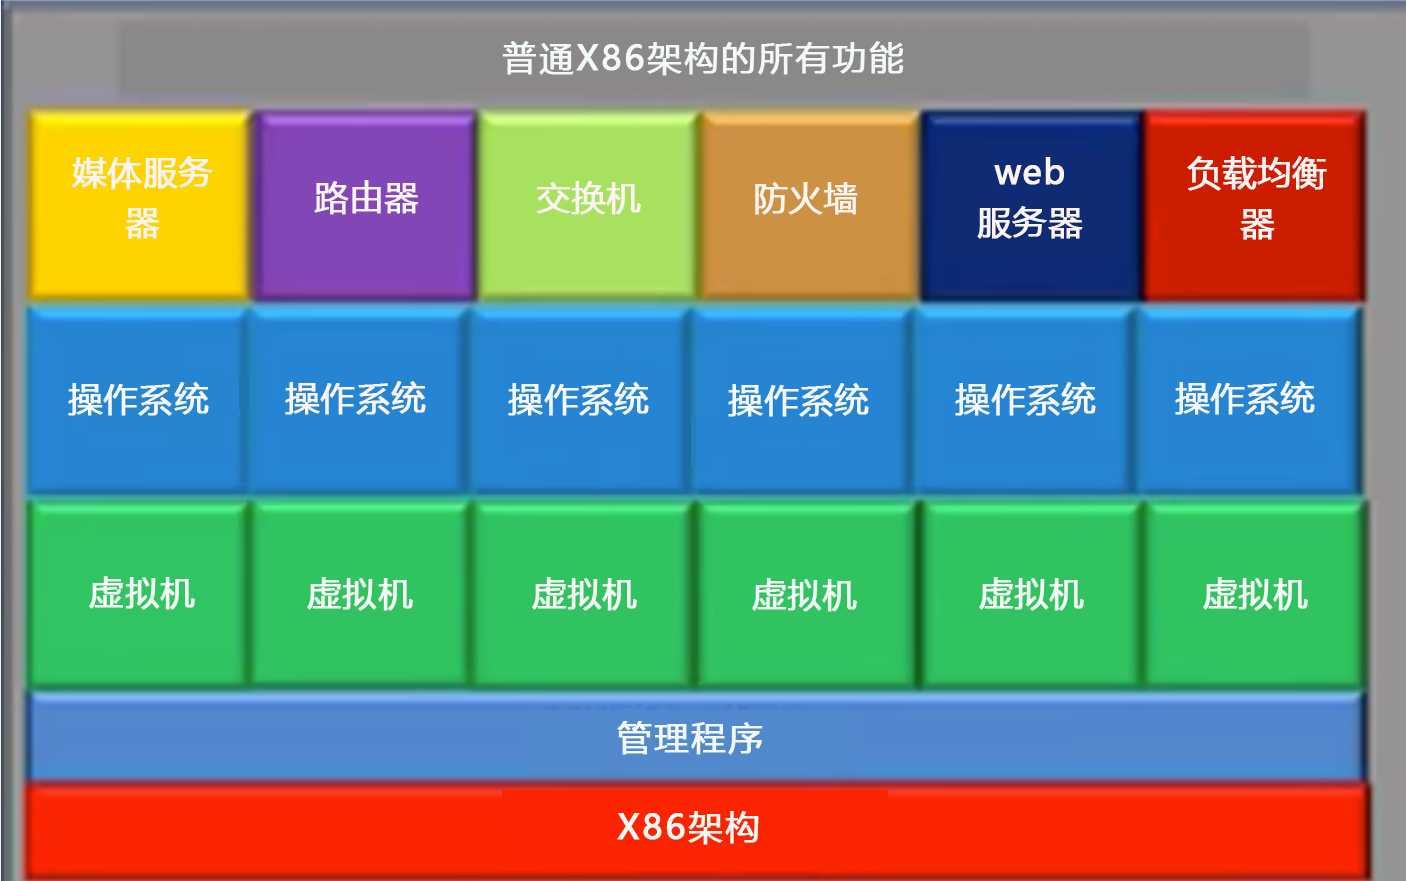 普通X86架构的所有功能
媒体服务
器
路由器
交换机
防火墙
web
服务器
负载均衡
器
操作系统
操作系统
操作系统
操作系统
操作系统
操作系统
虚拟机
虚拟机
虚拟机
虚拟机
虚拟机
虚拟机
管理程序
X86架构